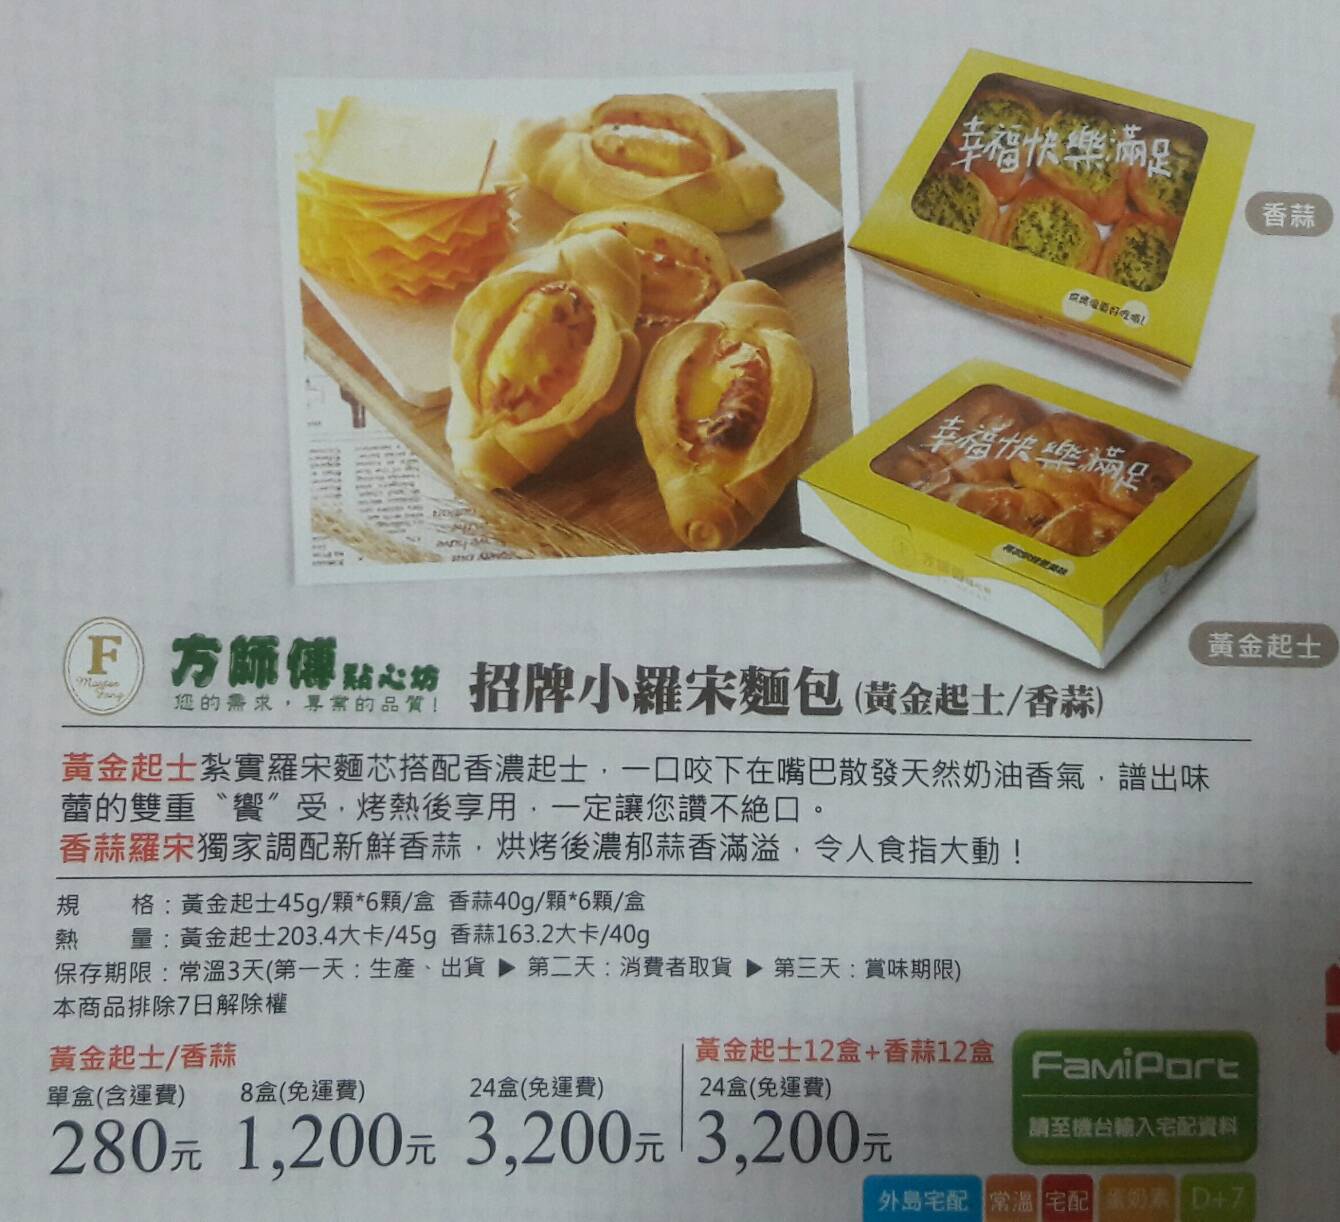 幸福快樂滿足
香蒜
幸福快樂滿足
黃金起士
F
方師傅點心坊
您的需求，專業的品質！
招牌小羅宋麵包(黃金起士/香蒜)
黃金起士紮實羅宋麵芯搭配香濃起士，一口咬下在嘴巴散發天然奶油香氣，譜出味
蕾的雙重〝饗〞受，烤熱後享用，一定讓您讚不絕口。
香蒜羅宋獨家調配新鮮香蒜，烘烤後濃郁蒜香滿溢，令人食指大動！
規　　格：黃金起士45g/顆*6顆/盒 香蒜40g/顆*6顆/盒
熱　　量：黃金起士203.4大卡/45g 香蒜163.2大卡/40g
保存期限：常溫3天(第一天：生產、出貨 ▶ 第二天：消費者取貨 ▶ 第三天：賞味期限)
本商品排除7日解除權
黃金起士/香蒜
單盒(含運費) 8盒(免運費) 24盒(免運費)
280元 1,200元 3,200元
黃金起士12盒+香蒜12盒
24盒(免運費)
3,200元
FamiPort
請至機台輸入宅配資料
外島宅配 常溫 宅配 蛋奶素 D+7